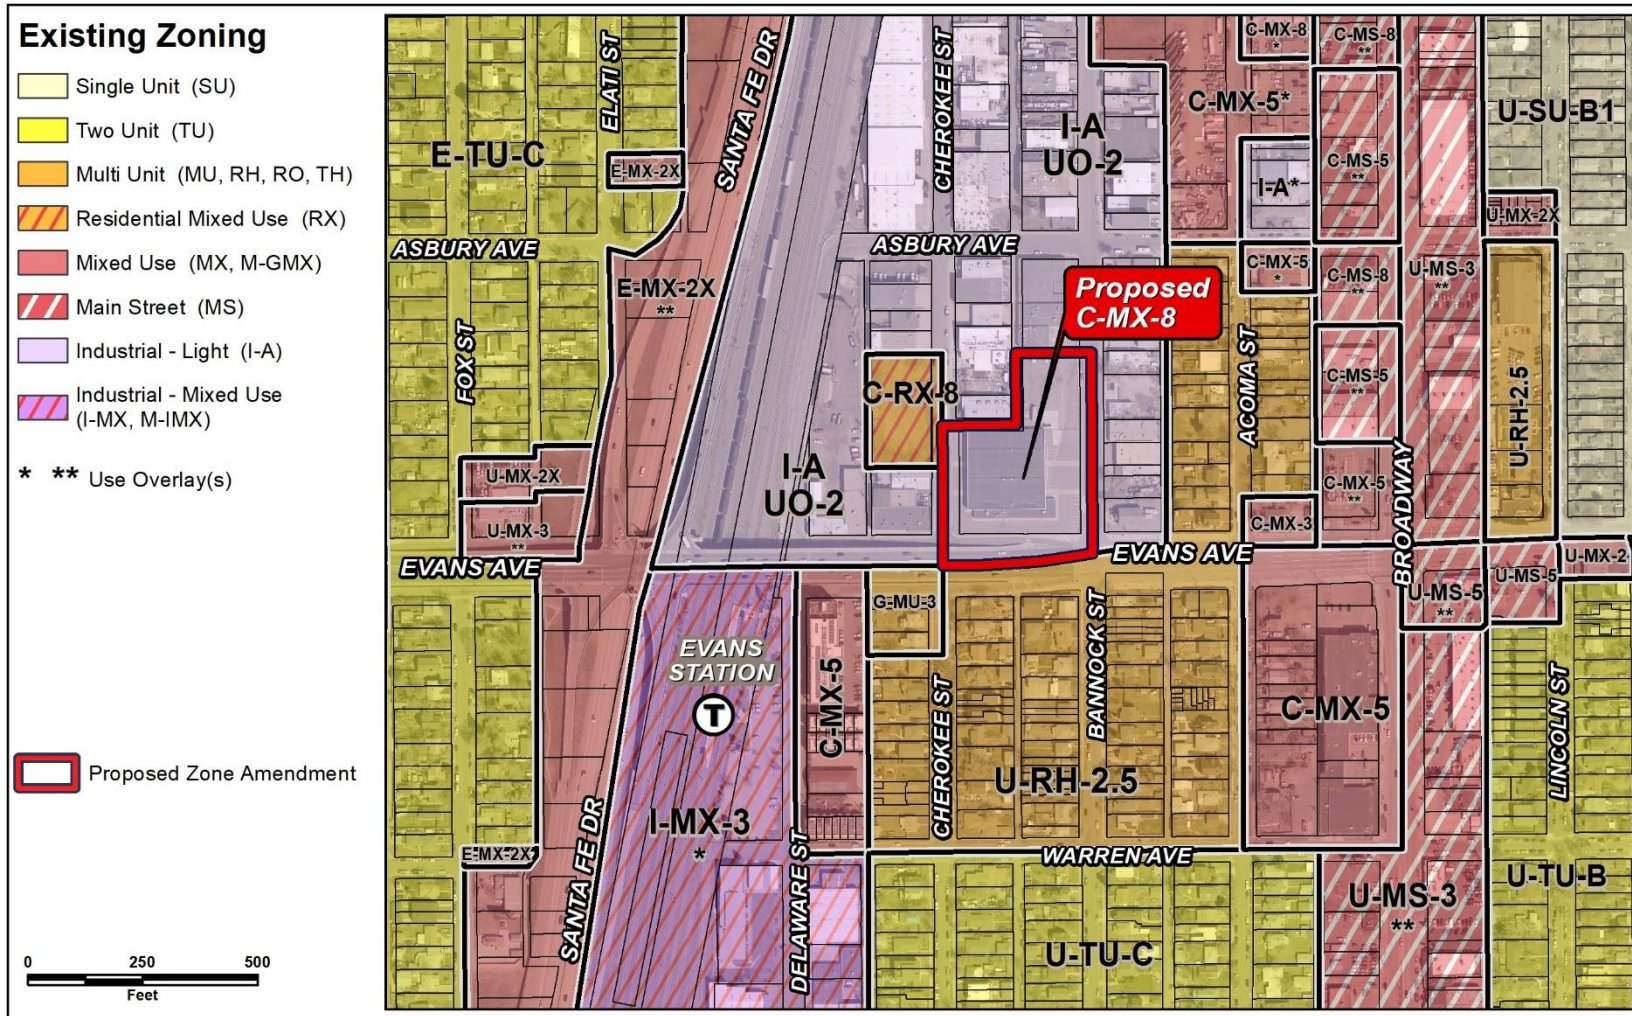 Existing Zoning
Single Unit (SU)
Two Unit (TU)
Multi Unit (MU, RH, RO, TH)
Residential Mixed Use (RX)
Mixed Use (MX, M-GMX)
Main Street (MS)
Industrial - Light (I-A)
Industrial - Mixed Use
(I-MX, M-IMX)
* ** Use Overlay(s)
Proposed Zone Amendment
0 250 500
Feet
ELATI ST
SANTA FE DR
CHEROKEE ST
C-MX-8
*
C-MS-8
**
E-TU-C
E-MX-2X
I-A
UO-2
C-MX-5*
C-MS-5
**
I-A*
U-SU-B1
U-MX-2X
ASBURY AVE
ASBURY AVE
E-MX-2X
**
Proposed
C-MX-8
C-MX-5
*
C-MS-8
**
U-MS-3
**
FOX ST
C-RX-8
ACOMA ST
C-MS-5
**
U-RH-2.5
U-MX-2X
I-A
UO-2
C-MX-5
**
BROADWAY
U-MX-3
**
C-MX-3
EVANS AVE
EVANS AVE
U-MX-2
U-MS-5
**
U-MS-5
G-MU-3
EVANS
STATION
T
C-MX-5
CHEROKEE ST
BANNOCK ST
C-MX-5
LINCOLN ST
U-RH-2.5
I-MX-3
*
E-MX-2X
SANTA FE DR
DELAWARE ST
WARREN AVE
U-MS-3
**
U-TU-B
U-TU-C